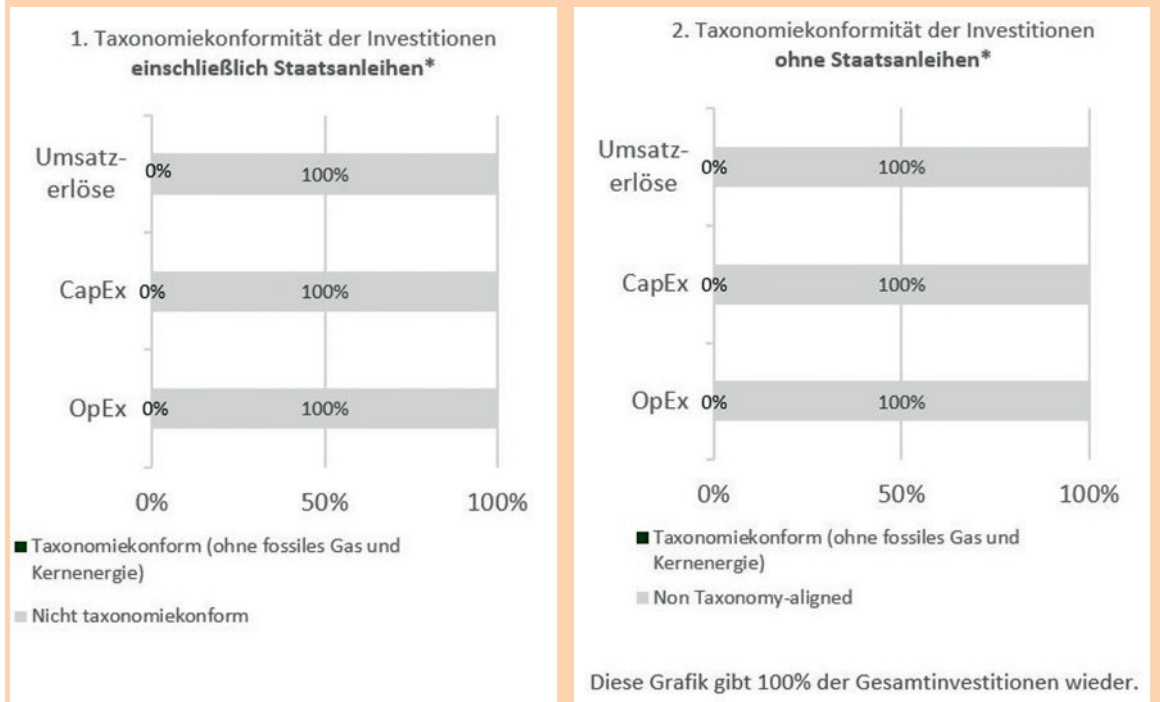 1. Taxonomiekonformität der Investitionen
einschließlich Staatsanleihen*
Umsatz-
erlöse
0%
100%
CapEx
0%
100%
OpEx
0%
100%
0%
50%
100%
Taxonomiekonform (ohne fossiles Gas und
Kernenergie)
Nicht taxonomiekonform
2. Taxonomiekonformität der Investitionen
ohne Staatsanleihen*
Umsatz-
erlöse
0%
100%
CapEx
0%
100%
OpEx
0%
100%
0%
50%
100%
Taxonomiekonform (ohne fossiles Gas und
Kernenergie)
Non Taxonomy-aligned
Diese Grafik gibt 100% der Gesamtinvestitionen wieder.